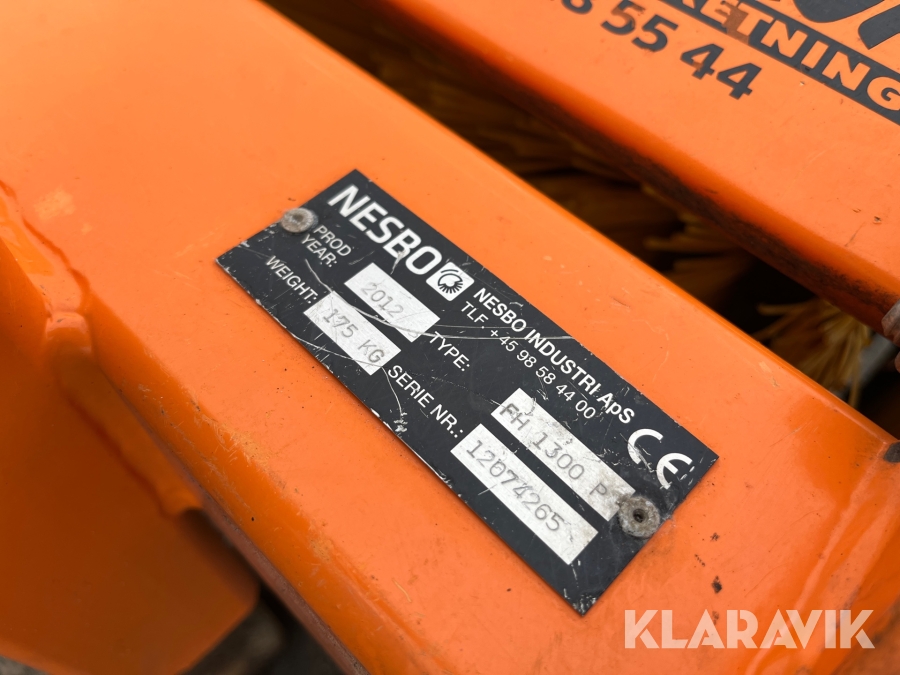 6 55 44
RETNING
NESBO
NESBO INDUSTRI ApS
TLF. +45 98 58 44 00
PROD
YEAR:
2012
TYPE:
FH 1300 P
WEIGHT:
175 KG
SERIE NR.:
12074265
CE
KLARAVIK